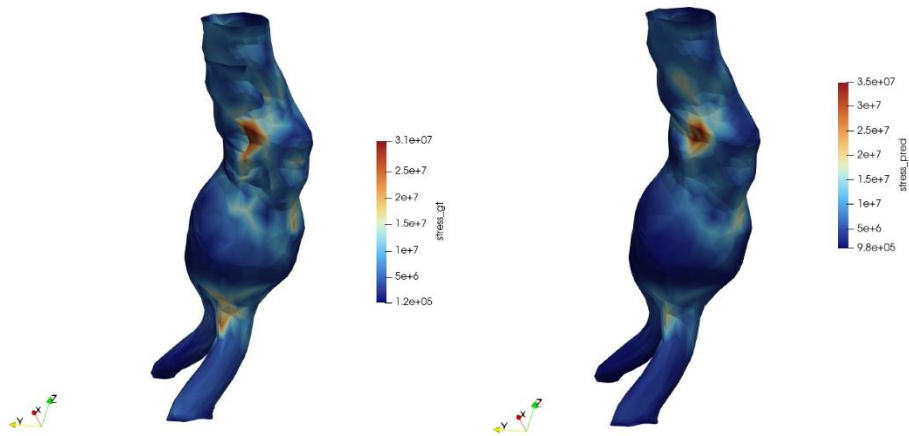 3.1e+07
2.5e+7
2e+7
1.5e+7
1e+7
5e+6
1.2e+05
stress_gt
Z
X
Y
3.5e+07
3e+7
2.5e+7
2e+7
1.5e+7
1e+7
5e+6
9.8e+05
stress_pred
Z
X
Y